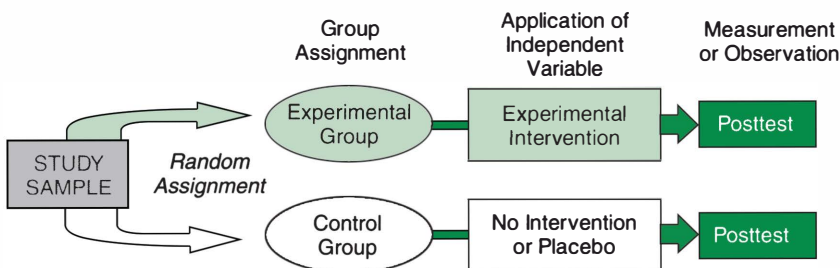 Group
Assignment
Application of
Independent
Variable
Measurement
or Observation
STUDY
SAMPLE
Random
Assignment
Experimental
Group
Experimental
Intervention
Posttest
Control
Group
No Intervention
or Placebo
Posttest